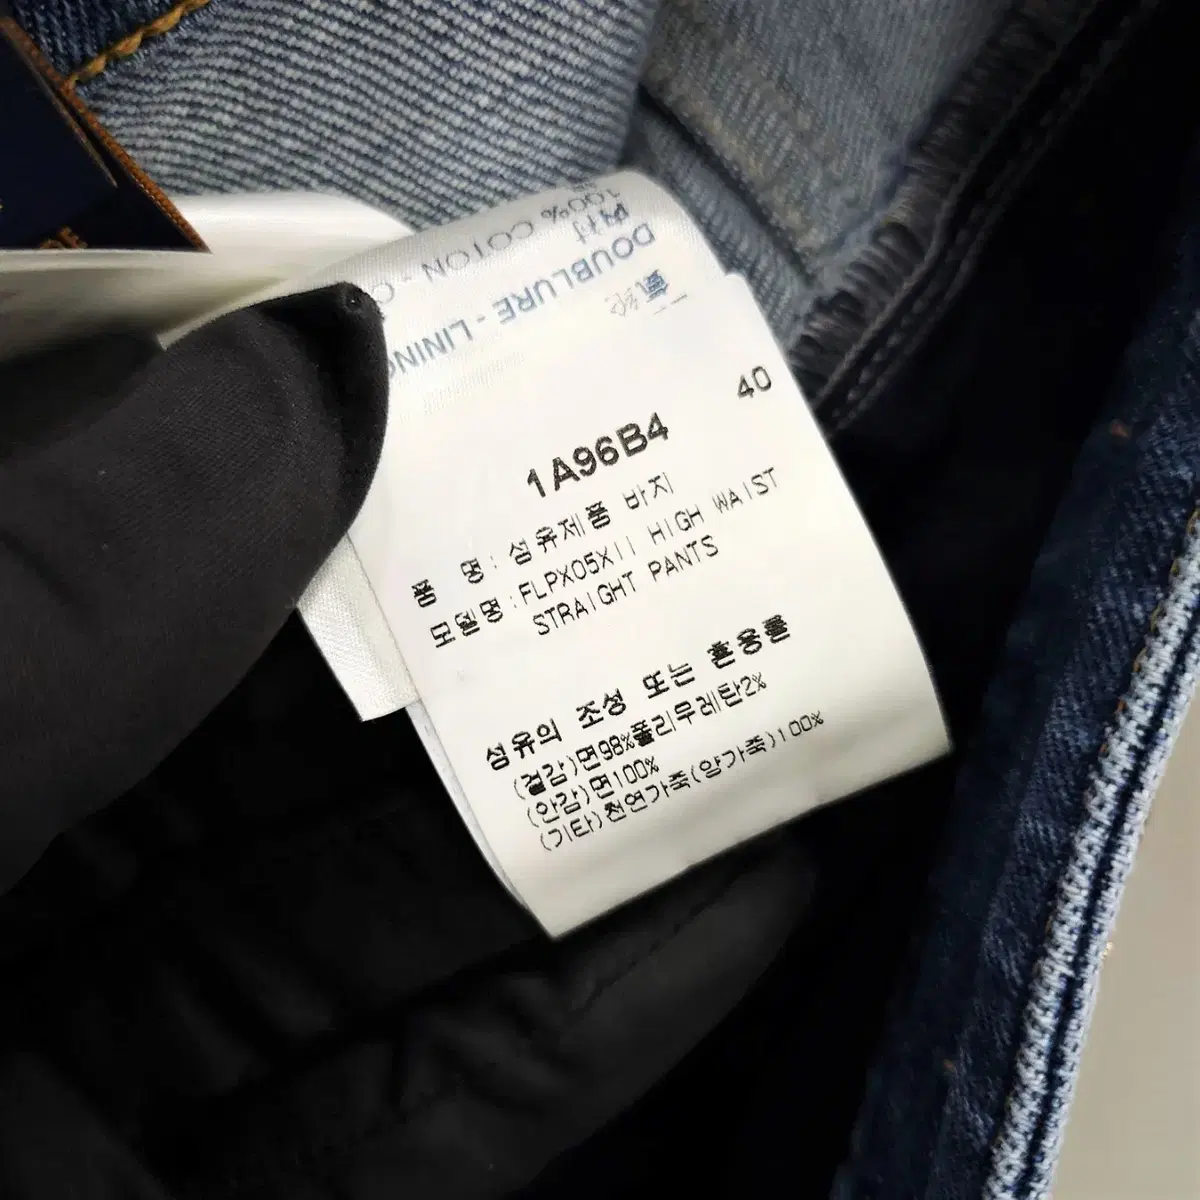 100% COTON - C
內衬
DOUBLURE - LINING
40
1A96B4
품 명 : 섬유제품 바지
모델명 : FLPX05XII HIGH WAIST
STRAIGHT PANTS
섬유의 조성 또는 혼용률
(겉감)면98%폴리우레탄2%
(안감)면100%
(기타)천연가죽(양가죽)100%